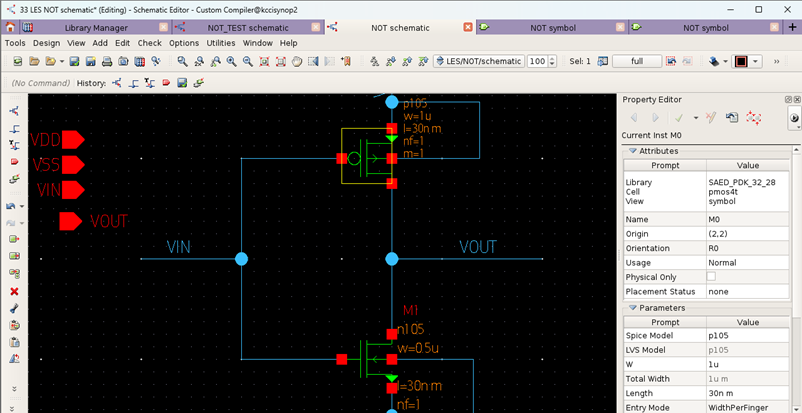 33 LES NOT schematic* (Editing) - Schematic Editor - Custom Compiler@kccisynop2
Library Manager
NOT_TEST schematic
NOT schematic
NOT symbol
NOT symbol
Tools Design View Add Edit Check Options Utilities Window Help
LES/NOT/schematic 100 Sel: 1 full
(No Command) History:
VDD
VSS
VIN
VOUT
p105
w=1u
l=30n m
nf=1
m=1
VIN
VOUT
M1
n105
w=0.5u
l=30n m
nf=1
Property Editor
Current Inst M0
Attributes
Prompt Value
Library SAED_PDK_32_28
Cell pmos4t
View symbol
Name M0
Origin (2,2)
Orientation R0
Usage Normal
Physical Only
Placement Status none
Parameters
Prompt Value
Spice Model p105
LVS Model p105
W 1u
Total Width 1u m
Length 30n m
Entry Mode WidthPerFinger